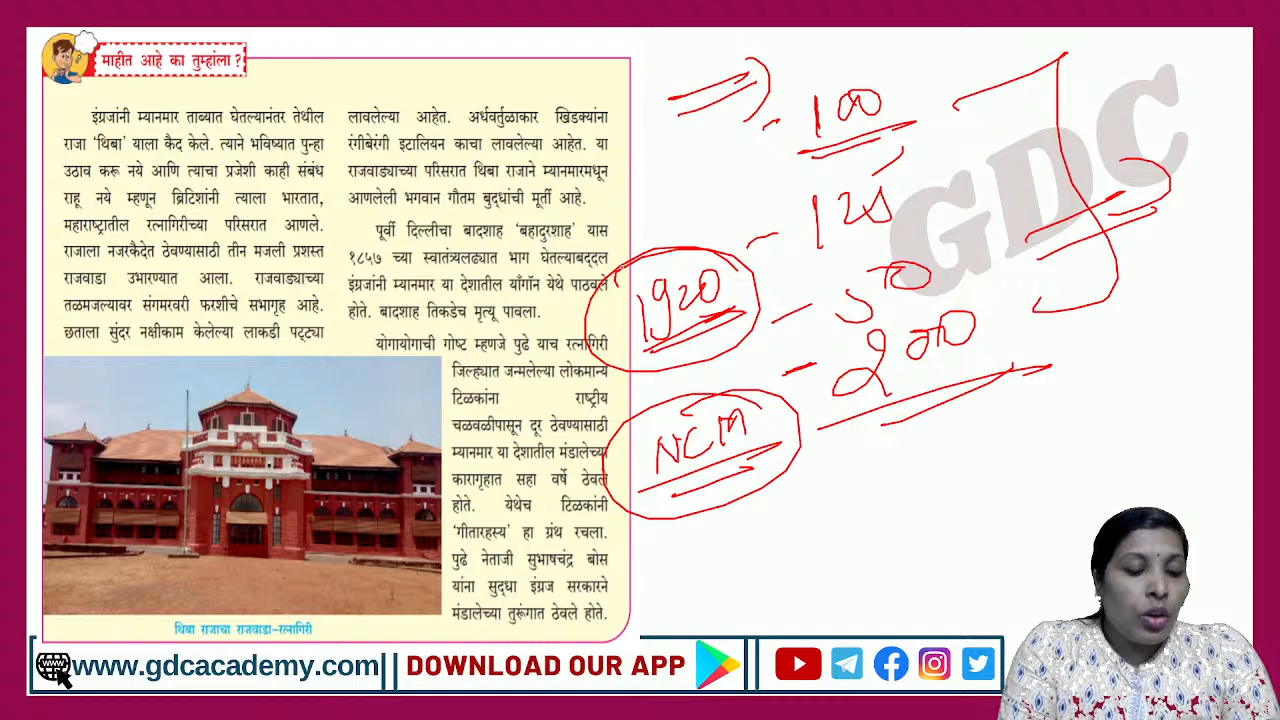 माहीत आहे का तुम्हांला?
इंग्रजांनी म्यानमार ताब्यात घेतल्यानंतर तेथील
राजा ‘थिबा’ याला कैद केले. त्याने भविष्यात पुन्हा
उठाव करू नये आणि त्याचा प्रजेशी काही संबंध
राहू नये म्हणून ब्रिटिशांनी त्याला भारतात,
महाराष्ट्रातील रत्नागिरीच्या परिसरात आणले.
राजाला नजरकैदेत ठेवण्यासाठी तीन मजली प्रशस्त
राजवाडा उभारण्यात आला. राजवाड्याच्या
तळमजल्यावर संगमरवरी फरशीचे सभागृह आहे.
छताला सुंदर नक्षीकाम केलेल्या लाकडी पट्ट्या
लावलेल्या आहेत. अर्धवर्तुळाकार खिडक्यांना
रंगीबेरंगी इटालियन काचा लावलेल्या आहेत. या
राजवाड्याच्या परिसरात थिबा राजाने म्यानमारमधून
आणलेली भगवान गौतम बुद्धांची मूर्ती आहे.
पूर्वी दिल्लीचा बादशाह ‘बहादुरशाह’ यास
१८५७ च्या स्वातंत्र्यलढ्यात भाग घेतल्याबद्दल
इंग्रजांनी म्यानमार या देशातील याँगॉन येथे पाठवले
होते. बादशाह तिकडेच मृत्यू पावला.
योगायोगाची गोष्ट म्हणजे पुढे याच रत्नागिरी
जिल्ह्यात जन्मलेल्या लोकमान्य
टिळकांना राष्ट्रीय
चळवळीपासून दूर ठेवण्यासाठी
म्यानमार या देशातील मंडालेच्या
कारागृहात सहा वर्षे ठेवले
होते. येथेच टिळकांनी
‘गीतारहस्य’ हा ग्रंथ रचला.
पुढे नेताजी सुभाषचंद्र बोस
यांना सुद्धा इंग्रज सरकारने
मंडालेच्या तुरूंगात ठेवले होते.
थिबा राजाचा राजवाडा-रत्नागिरी
100
125
1920
50
200
NCM
GDC
www.gdcacademy.com
DOWNLOAD OUR APP